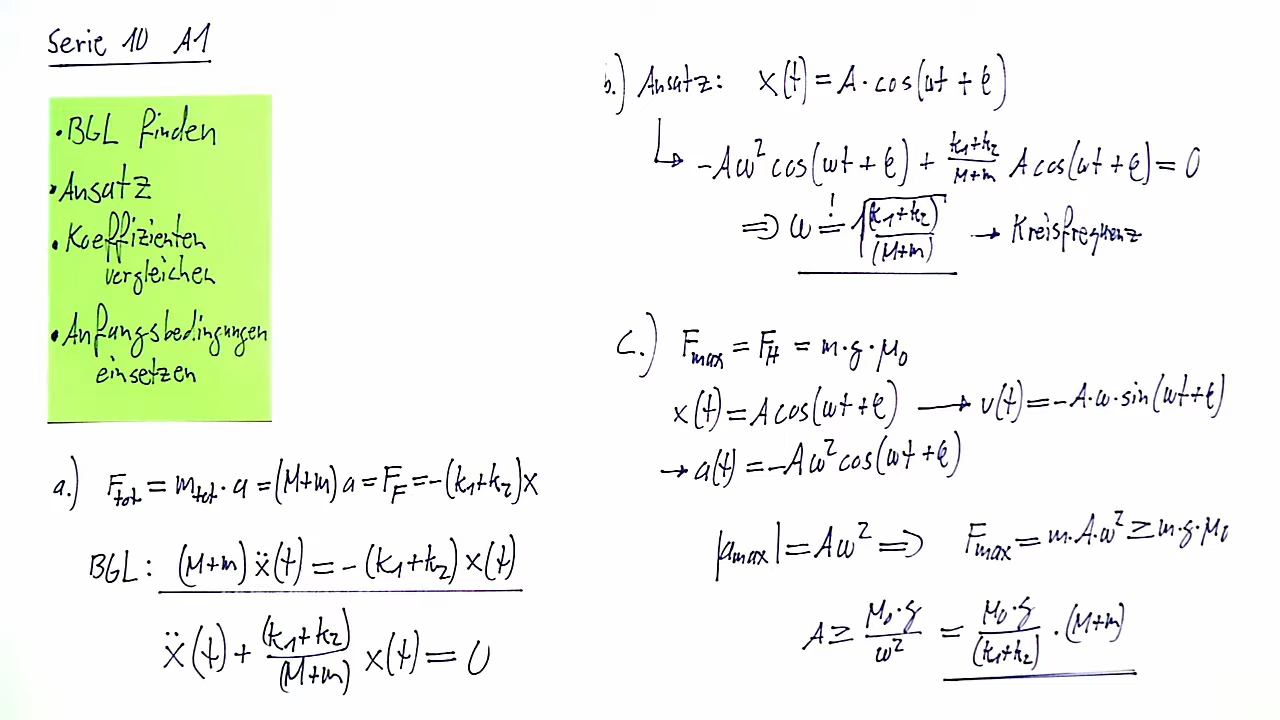 Serie 10 A1
• BGL finden
• Ansatz
• Koeffizienten
vergleichen
• Anfangsbedingungen
einsetzen
a.) F_tot = m_tot · a = (M+m) a = F_F = -(k₁+k₂)x
BGL: (M+m) ẍ(t) = -(k₁+k₂) x(t)
ẍ(t) + (k₁+k₂)/(M+m) x(t) = 0
b.) Ansatz: x(t) = A · cos(ωt + φ)
↳ -Aω² cos(ωt + φ) + (k₁+k₂)/(M+m) A cos(ωt + φ) = 0
⇒ ω =! √((k₁+k₂)/(M+m)) → Kreisfrequenz
c.) F_max = F_H = m·g·μ₀
x(t) = A cos(ωt+φ) → v(t) = -A·ω·sin(ωt+φ)
→ a(t) = -Aω² cos(ωt+φ)
|a_max| = Aω² ⇒ F_max = m·A·ω² ≥ m·g·μ₀
A ≥ μ₀·g/ω² = μ₀·g/(k₁+k₂) · (M+m)